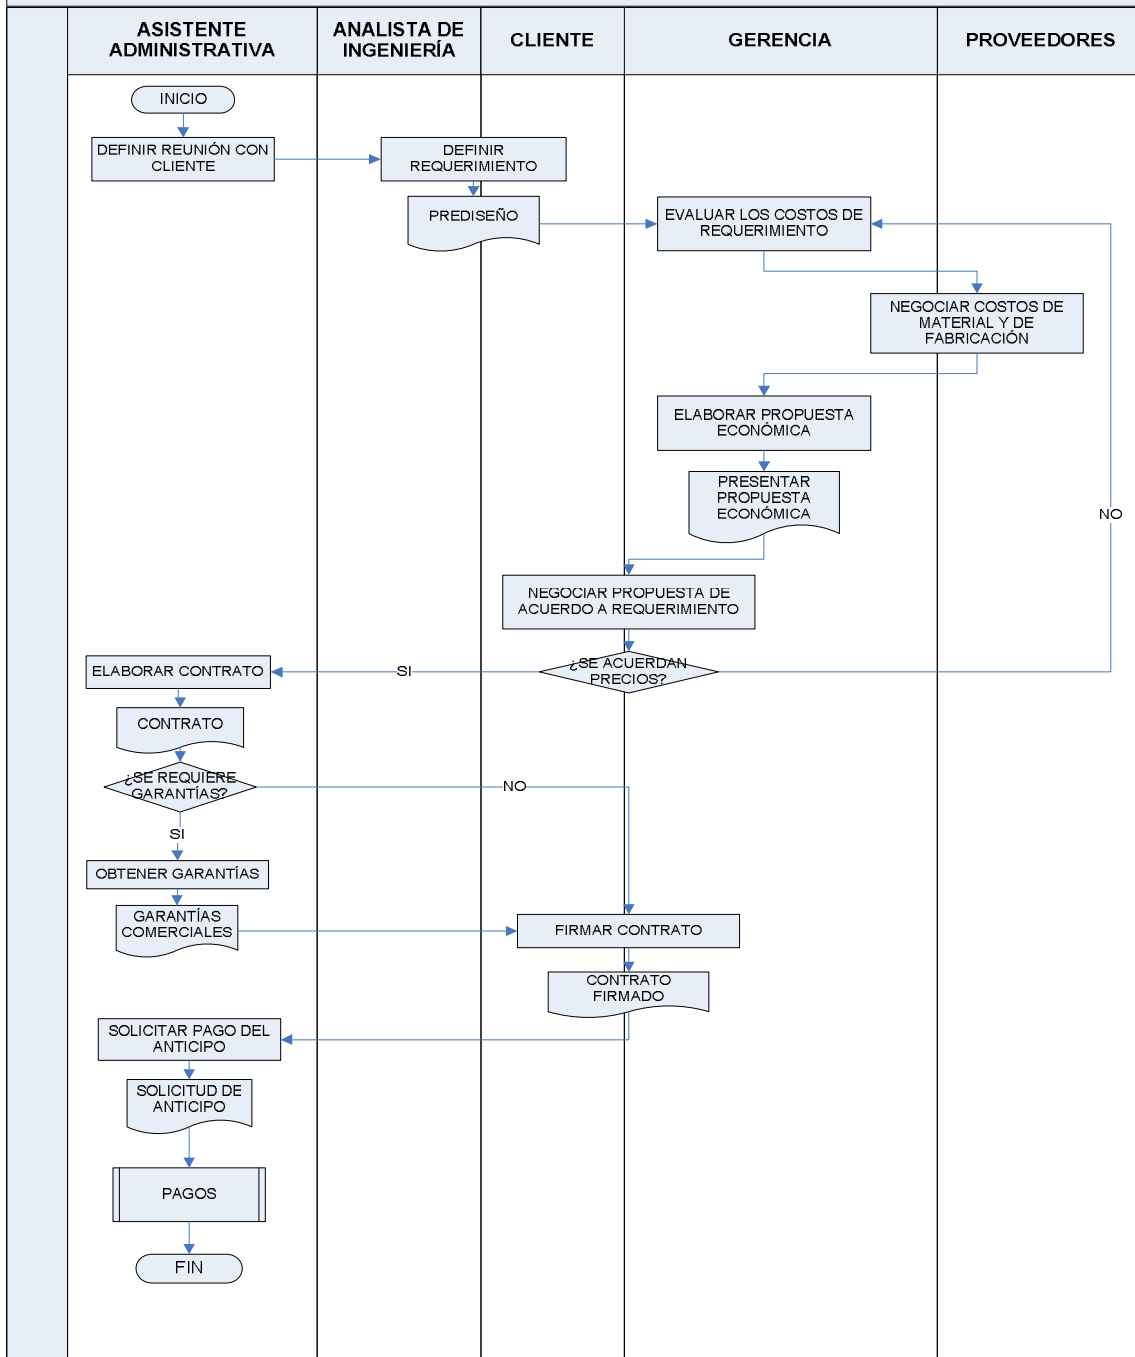 ASISTENTE
ADMINISTRATIVA
ANALISTA DE
INGENIERÍA
CLIENTE
GERENCIA
PROVEEDORES
INICIO
DEFINIR REUNIÓN CON
CLIENTE
DEFINIR
REQUERIMIENTO
PREDISEÑO
EVALUAR LOS COSTOS DE
REQUERIMIENTO
NEGOCIAR COSTOS DE
MATERIAL Y DE
FABRICACIÓN
ELABORAR PROPUESTA
ECONÓMICA
PRESENTAR
PROPUESTA
ECONÓMICA
NO
NEGOCIAR PROPUESTA DE
ACUERDO A REQUERIMIENTO
¿SE ACUERDAN
PRECIOS?
SI
ELABORAR CONTRATO
CONTRATO
¿SE REQUIERE
GARANTÍAS?
NO
SI
OBTENER GARANTÍAS
GARANTÍAS
COMERCIALES
FIRMAR CONTRATO
CONTRATO
FIRMADO
SOLICITAR PAGO DEL
ANTICIPO
SOLICITUD DE
ANTICIPO
PAGOS
FIN